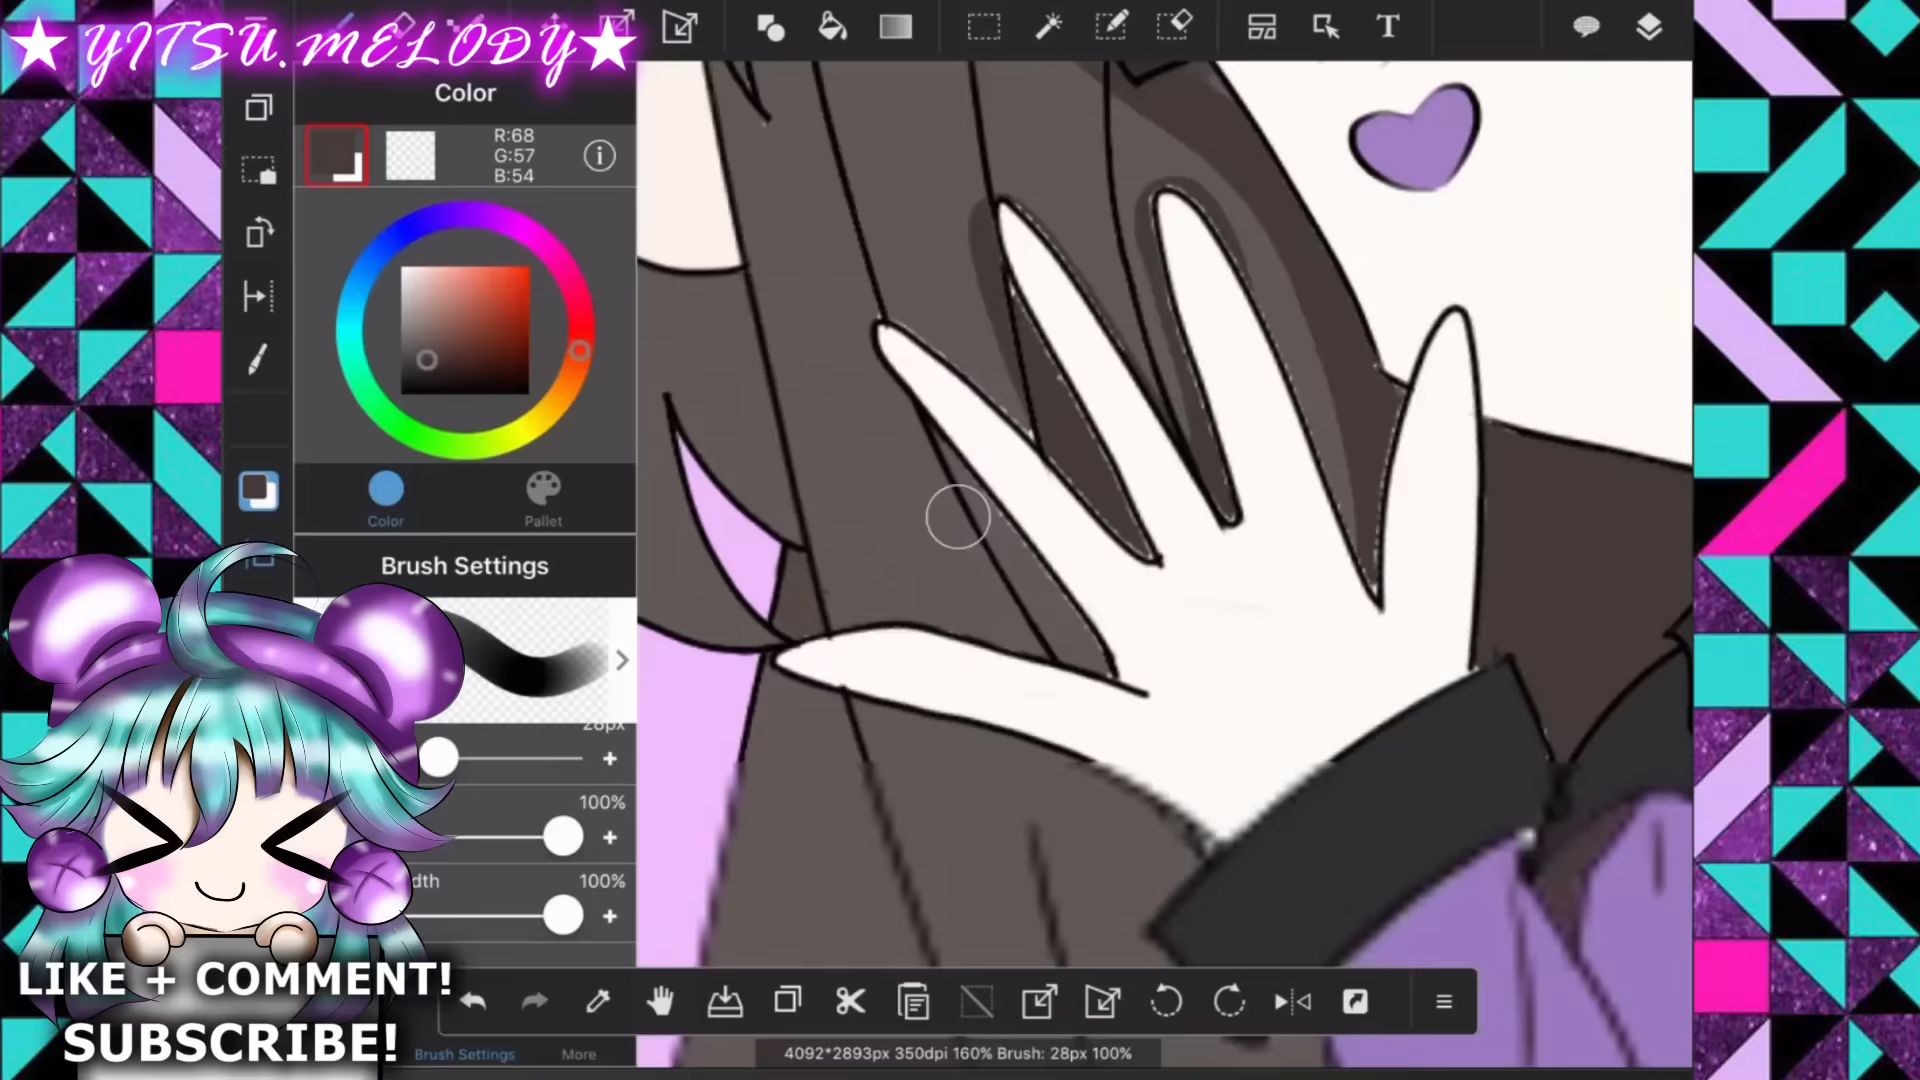 ★YITSU.MELODY★
T
Color
R:68
G:57
B:54
Color
Pallet
Brush Settings
28px
100%
dth
100%
LIKE + COMMENT!
SUBSCRIBE!
Brush Settings
More
4092*2893px 350dpi 160% Brush: 28px 100%